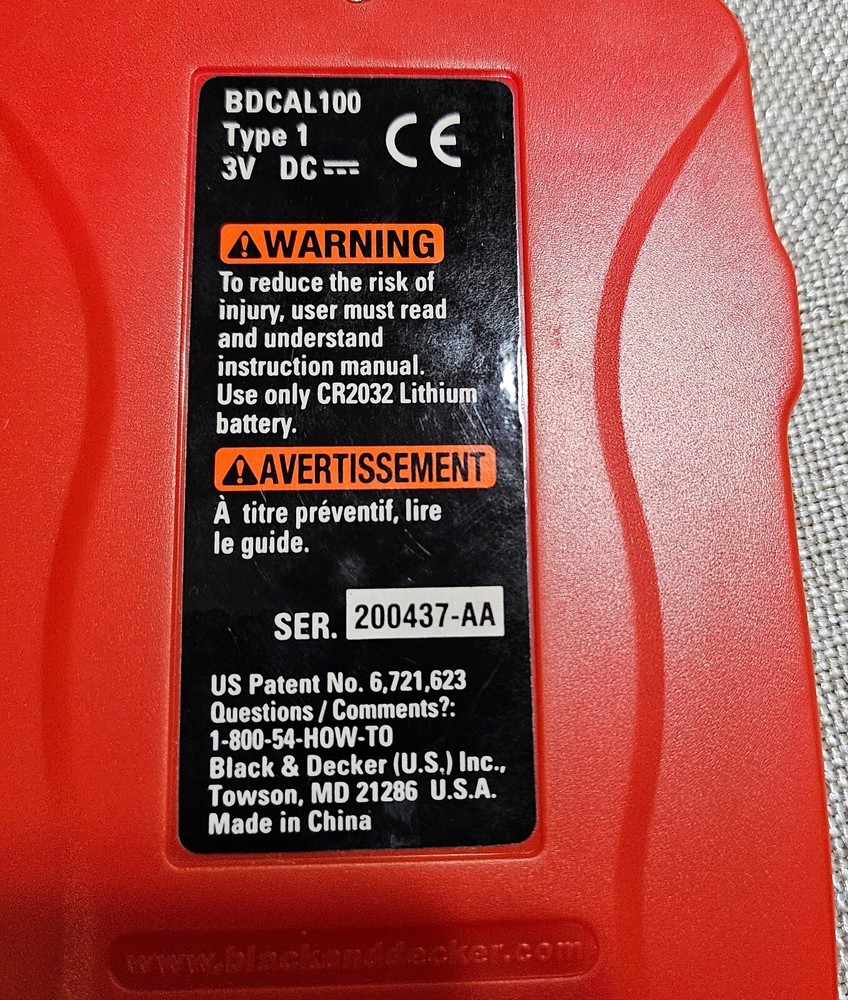 BDCAL100
Type 1
3V DC
CE
WARNING
To reduce the risk of
injury, user must read
and understand
instruction manual.
Use only CR2032 Lithium
battery.
AVERTISSEMENT
À titre préventif, lire
le guide.
SER. 200437-AA
US Patent No. 6,721,623
Questions / Comments?:
1-800-54-HOW-TO
Black & Decker (U.S.) Inc.,
Towson, MD 21286 U.S.A.
Made in China
www.blackanddecker.com